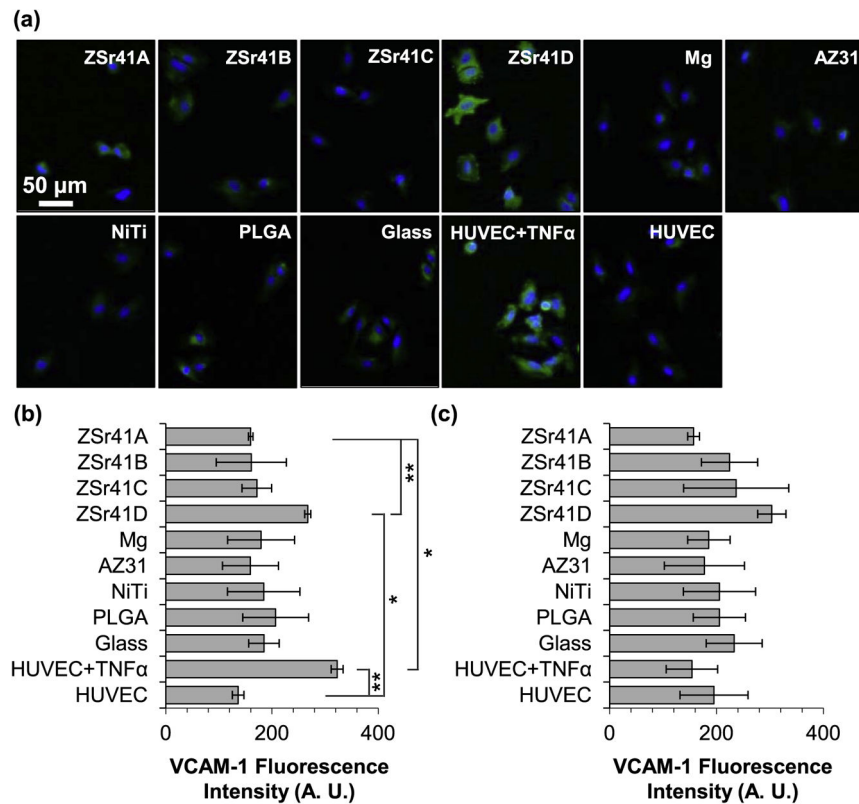 (a)
ZSr41A
ZSr41B
ZSr41C
ZSr41D
Mg
AZ31
50 μm
NiTi
PLGA
Glass
HUVEC+TNFα
HUVEC
(b)
ZSr41A
ZSr41B
ZSr41C
ZSr41D
Mg
AZ31
NiTi
PLGA
Glass
HUVEC+TNFα
HUVEC
**
*
*
**
0 200 400
VCAM-1 Fluorescence
Intensity (A. U.)
(c)
ZSr41A
ZSr41B
ZSr41C
ZSr41D
Mg
AZ31
NiTi
PLGA
Glass
HUVEC+TNFα
HUVEC
0 200 400
VCAM-1 Fluorescence
Intensity (A. U.)